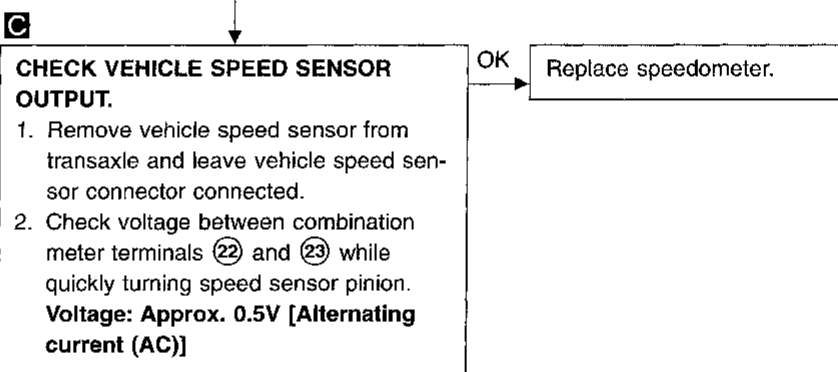 C
CHECK VEHICLE SPEED SENSOR
OUTPUT.
1. Remove vehicle speed sensor from
transaxle and leave vehicle speed sen-
sor connector connected.
2. Check voltage between combination
meter terminals ㉒ and ㉓ while
quickly turning speed sensor pinion.
Voltage: Approx. 0.5V [Alternating
current (AC)]
OK
Replace speedometer.